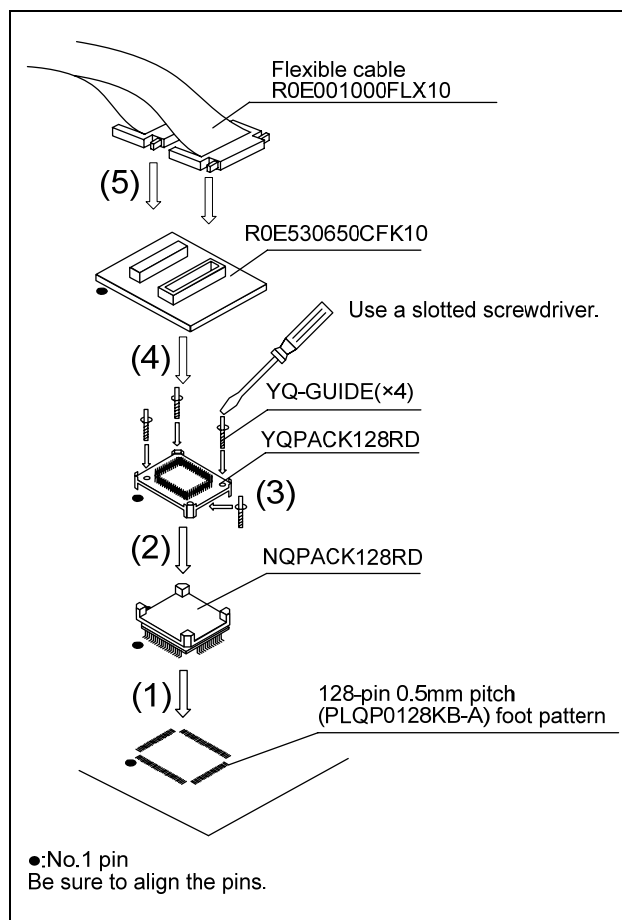 Flexible cable
R0E001000FLX10
(5)
R0E530650CFK10
Use a slotted screwdriver.
(4)
YQ-GUIDE(×4)
YQPACK128RD
(3)
(2)
NQPACK128RD
(1)
128-pin 0.5mm pitch
(PLQP0128KB-A) foot pattern
●:No.1 pin
Be sure to align the pins.